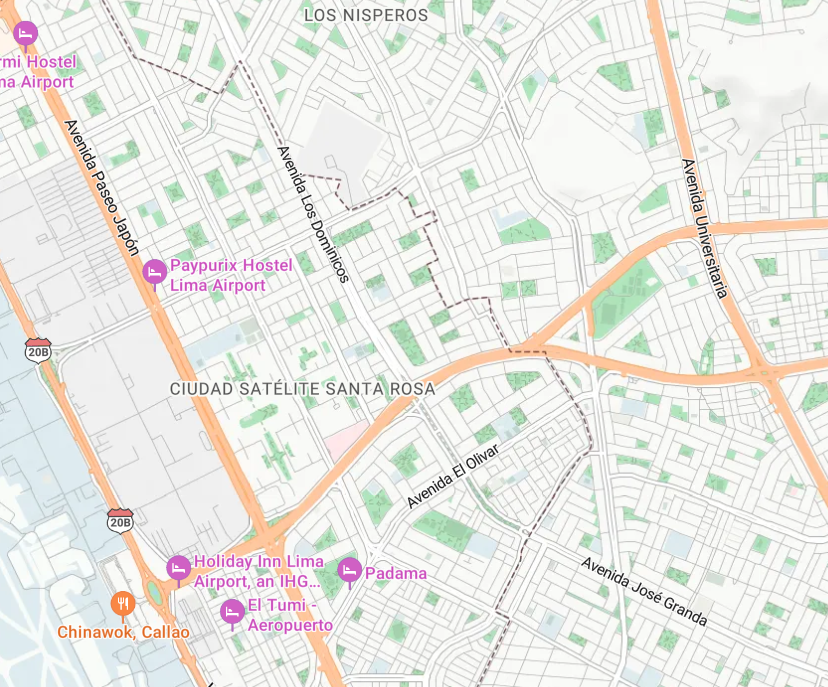 LOS NISPEROS
rmi Hostel
ma Airport
Avenida Paseo Japón
Avenida Los Dominicos
Avenida Universitaria
Paypurix Hostel
Lima Airport
20B
CIUDAD SATÉLITE SANTA ROSA
Avenida El Olivar
20B
Holiday Inn Lima
Airport, an IHG...
Padama
Avenida José Granda
El Tumi -
Aeropuerto
Chinawok, Callao